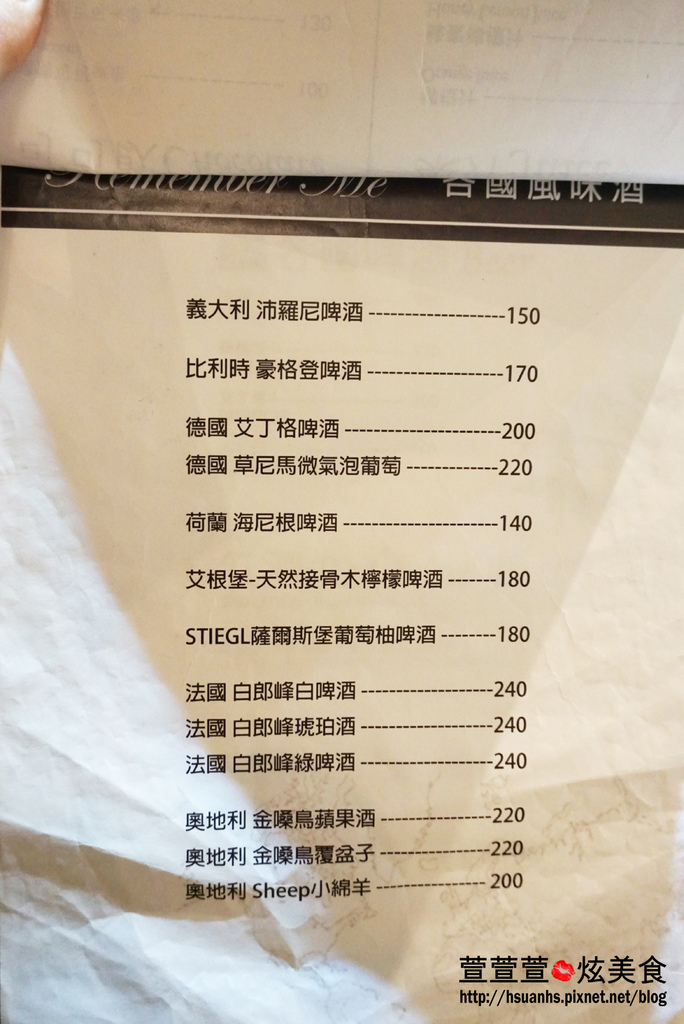 Remember Me 各國風味酒
義大利 沛羅尼啤酒 -------------------150
比利時 豪格登啤酒 -------------------170
德國 艾丁格啤酒 ----------------------200
德國 草尼馬微氣泡葡萄 -------------220
荷蘭 海尼根啤酒 ----------------------140
艾根堡-天然接骨木檸檬啤酒 -------180
STIEGL薩爾斯堡葡萄柚啤酒 --------180
法國 白郎峰白啤酒 -------------------240
法國 白郎峰琥珀酒 -------------------240
法國 白郎峰綠啤酒 -------------------240
奧地利 金嗓鳥蘋果酒 ----------------220
奧地利 金嗓鳥覆盆子 ----------------220
奧地利 Sheep小綿羊 ---------------- 200
萱萱萱 炫美食
http://hsuanhs.pixnet.net/blog